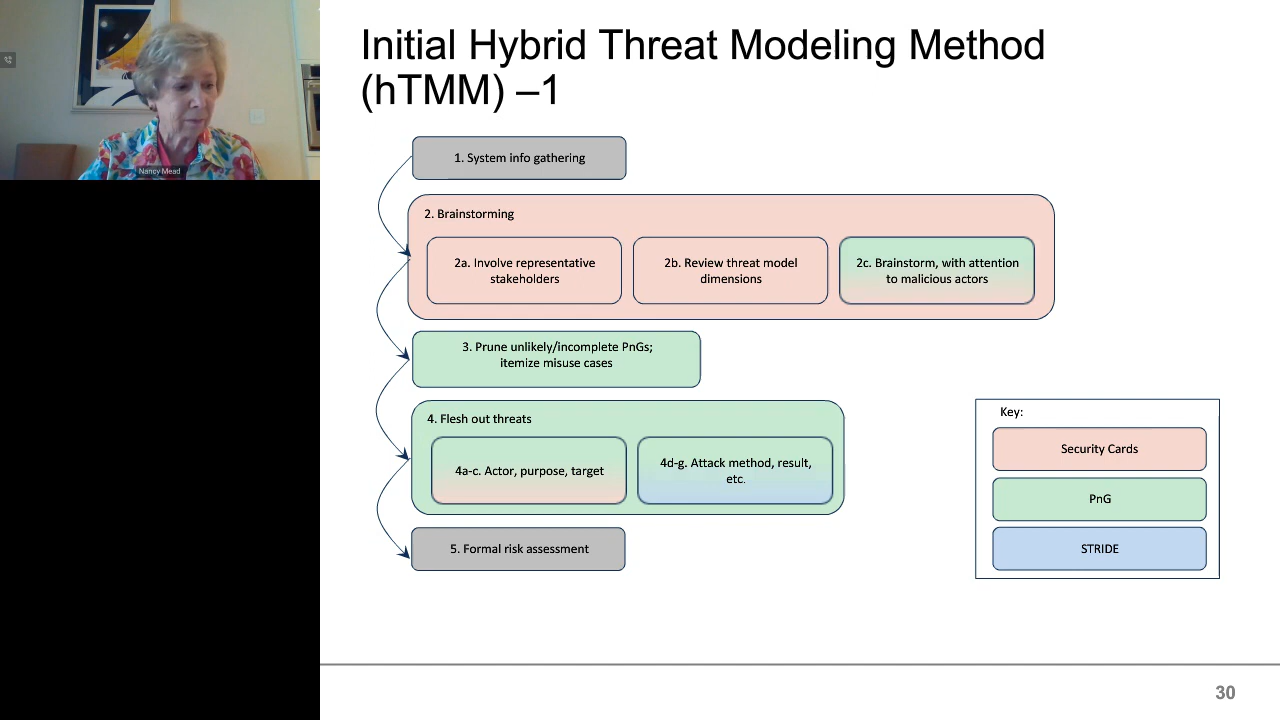 Nancy Mead
Initial Hybrid Threat Modeling Method
(hTMM) –1
1. System info gathering
2. Brainstorming
2a. Involve representative
stakeholders
2b. Review threat model
dimensions
2c. Brainstorm, with attention
to malicious actors
3. Prune unlikely/incomplete PnGs;
itemize misuse cases
4. Flesh out threats
4a-c. Actor, purpose, target
4d-g. Attack method, result,
etc.
5. Formal risk assessment
Key:
Security Cards
PnG
STRIDE
30